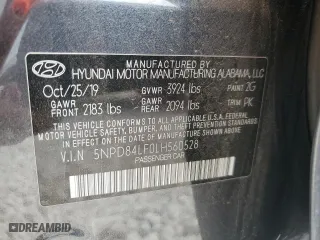 MANUFACTURED BY
HYUNDAI MOTOR MANUFACTURING ALABAMA, LLC
Oct/25/19 GVWR 3924 lbs PAINT 2G
GAWR FRONT 2183 lbs GAWR REAR 2094 lbs TRIM PK
THIS VEHICLE CONFORMS TO ALL APPLICABLE U.S. FEDERAL
MOTOR VEHICLE SAFETY, BUMPER, AND THEFT PREVENTION
STANDARDS IN EFFECT ON THE DATE OF MANUFACTURE SHOWN ABOVE.
V.I.N 5NPD84LF0LH560528
PASSENGER CAR